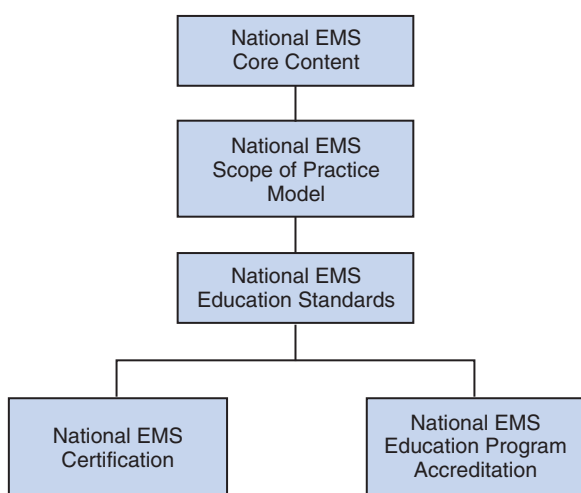 National EMS
Core Content
National EMS
Scope of Practice
Model
National EMS
Education Standards
National EMS
Certification
National EMS
Education Program
Accreditation